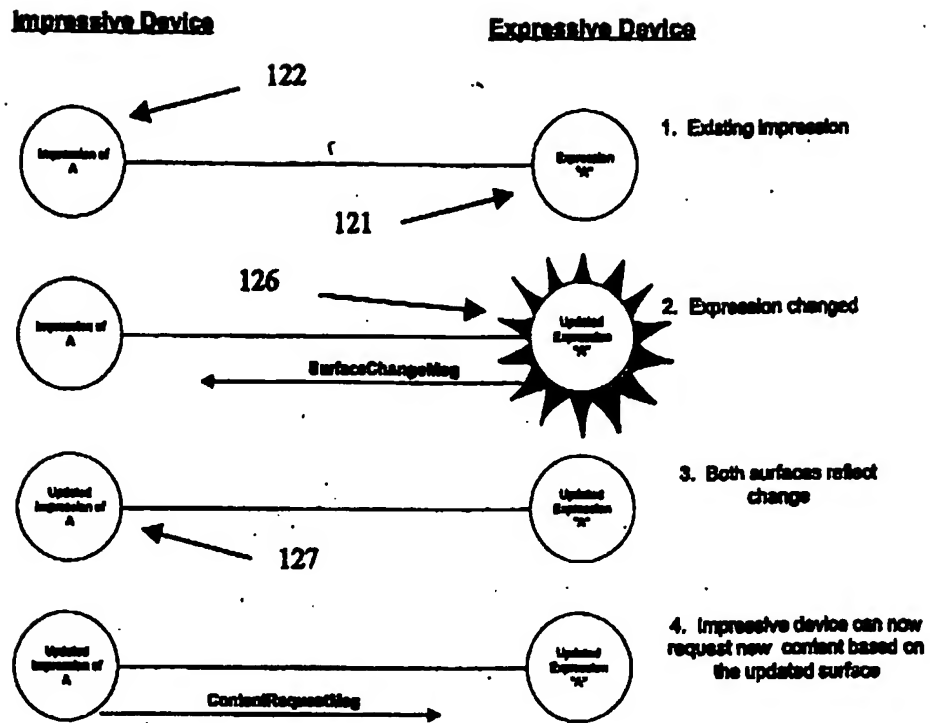 Impressive Device
Expressive Device
122
Impression of
A
r
Expression
"A"
1. Existing impression
121
126
Impression of
A
Updated
Expression
"A"
2. Expression changed
SurfaceChangeMsg
Updated
Impression of
A
Updated
Expression
"A"
3. Both surfaces reflect
change
127
Updated
Impression of
A
Updated
Expression
"A"
4. Impressive device can now
request new content based on
the updated surface
ContentRequestMsg